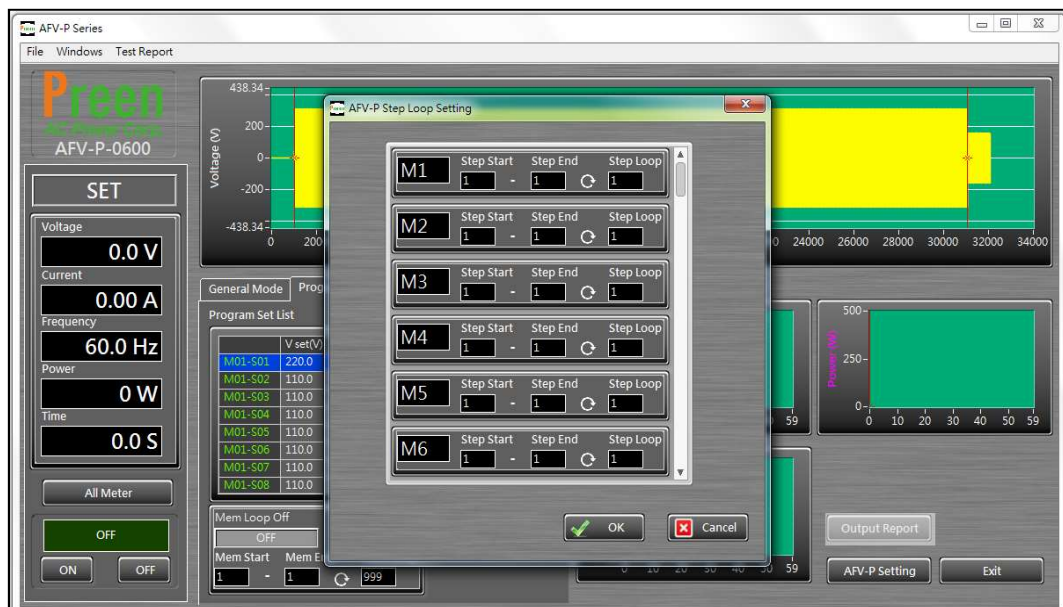 AFV-P Series
File Windows Test Report
Preen
AC Power Corp.
AFV-P-0600
SET
Voltage
0.0 V
Current
0.00 A
Frequency
60.0 Hz
Power
0 W
Time
0.0 S
All Meter
OFF
ON OFF
Voltage (V)
438.34
200
0
-200
-438.34
0 200 0 24000 26000 28000 30000 32000 34000
General Mode Prog
Program Set List
V set(V)
M01-S01 220.0
M01-S02 110.0
M01-S03 110.0
M01-S04 110.0
M01-S05 110.0
M01-S06 110.0
M01-S07 110.0
M01-S08 110.0
Mem Loop Off
OFF
Mem Start Mem E
1 - 1 999
AFV-P Step Loop Setting
M1 Step Start Step End Step Loop
1 - 1 1
M2 Step Start Step End Step Loop
1 - 1 1
M3 Step Start Step End Step Loop
1 - 1 1
M4 Step Start Step End Step Loop
1 - 1 1
M5 Step Start Step End Step Loop
1 - 1 1
M6 Step Start Step End Step Loop
1 - 1 1
OK Cancel
59
Power (W)
500
250
0
0 10 20 30 40 50 59
0 10 20 30 40 50 59
Output Report
AFV-P Setting Exit